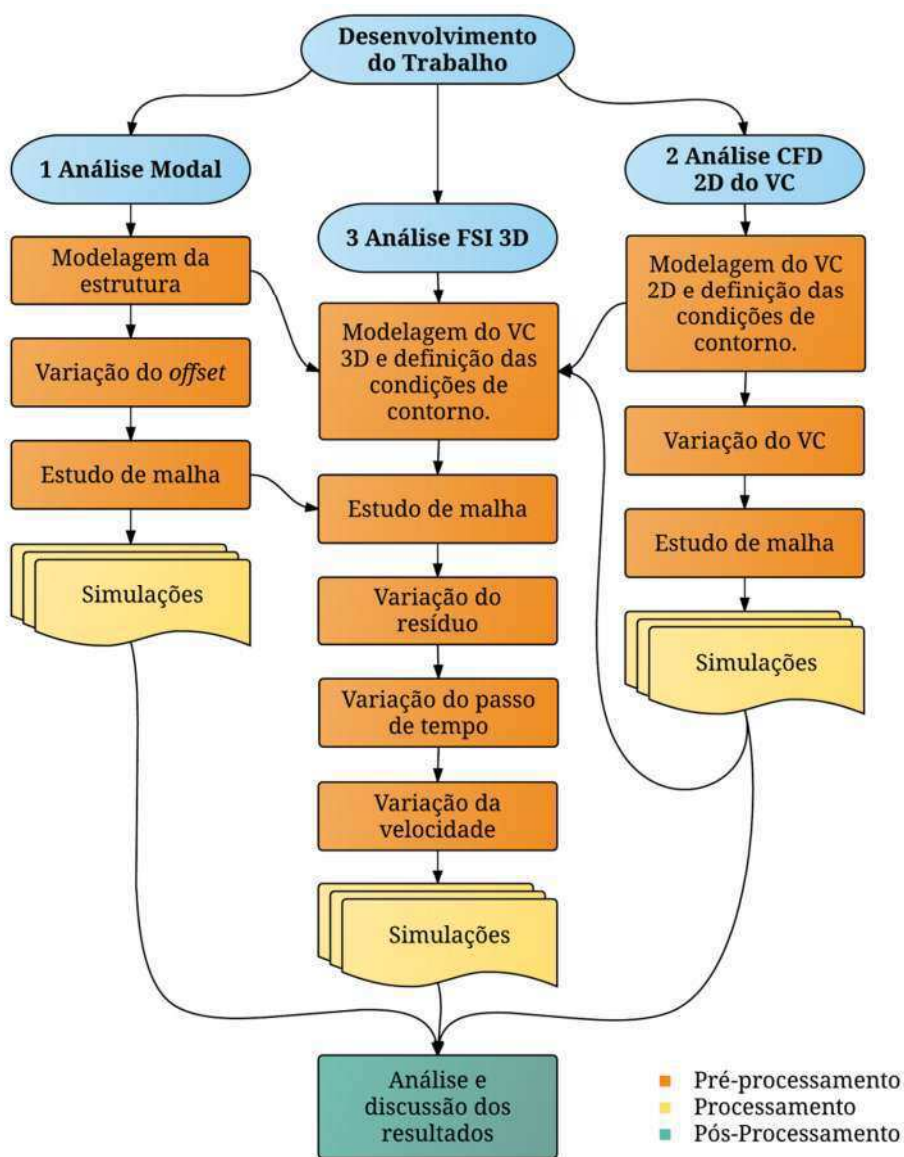 Desenvolvimento
do Trabalho
1 Análise Modal
Modelagem da
estrutura
Variação do offset
Estudo de malha
Simulações
3 Análise FSI 3D
Modelagem do VC
3D e definição das
condições de
contorno.
Estudo de malha
Variação do
resíduo
Variação do passo
de tempo
Variação da
velocidade
Simulações
2 Análise CFD
2D do VC
Modelagem do VC
2D e definição das
condições de
contorno.
Variação do VC
Estudo de malha
Simulações
Análise e
discussão dos
resultados
Pré-processamento
Processamento
Pós-Processamento